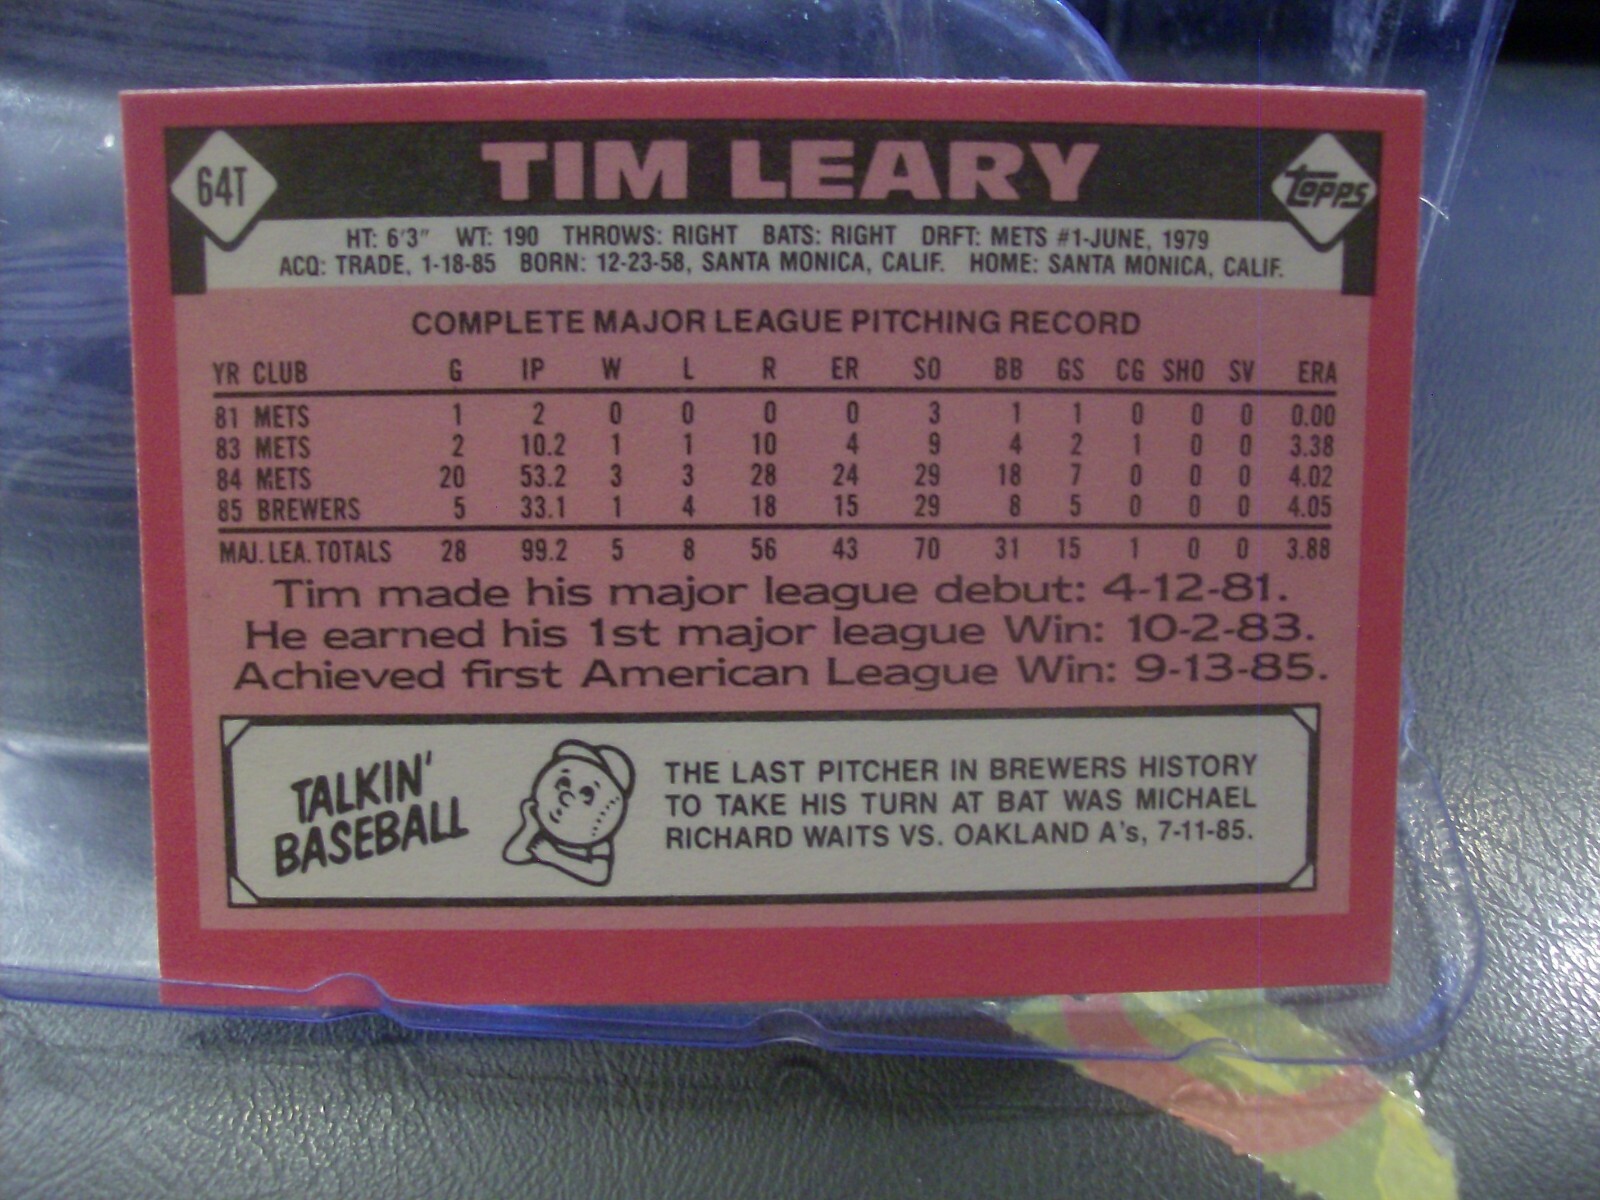 64T TIM LEARY topps
HT: 6'3" WT: 190 THROWS: RIGHT BATS: RIGHT DRFT: METS #1-JUNE, 1979
ACQ: TRADE, 1-18-85 BORN: 12-23-58, SANTA MONICA, CALIF. HOME: SANTA MONICA, CALIF.
COMPLETE MAJOR LEAGUE PITCHING RECORD
YR CLUB G IP W L R ER SO BB GS CG SHO SV ERA
81 METS 1 2 0 0 0 0 3 1 1 0 0 0 0.00
83 METS 2 10.2 1 1 10 4 9 4 2 1 0 0 3.38
84 METS 20 53.2 3 3 28 24 29 18 7 0 0 0 4.02
85 BREWERS 5 33.1 1 4 18 15 29 8 5 0 0 0 4.05
MAJ. LEA. TOTALS 28 99.2 5 8 56 43 70 31 15 1 0 0 3.88
Tim made his major league debut: 4-12-81.
He earned his 1st major league Win: 10-2-83.
Achieved first American League Win: 9-13-85.
TALKIN'
BASEBALL
THE LAST PITCHER IN BREWERS HISTORY
TO TAKE HIS TURN AT BAT WAS MICHAEL
RICHARD WAITS VS. OAKLAND A's, 7-11-85.